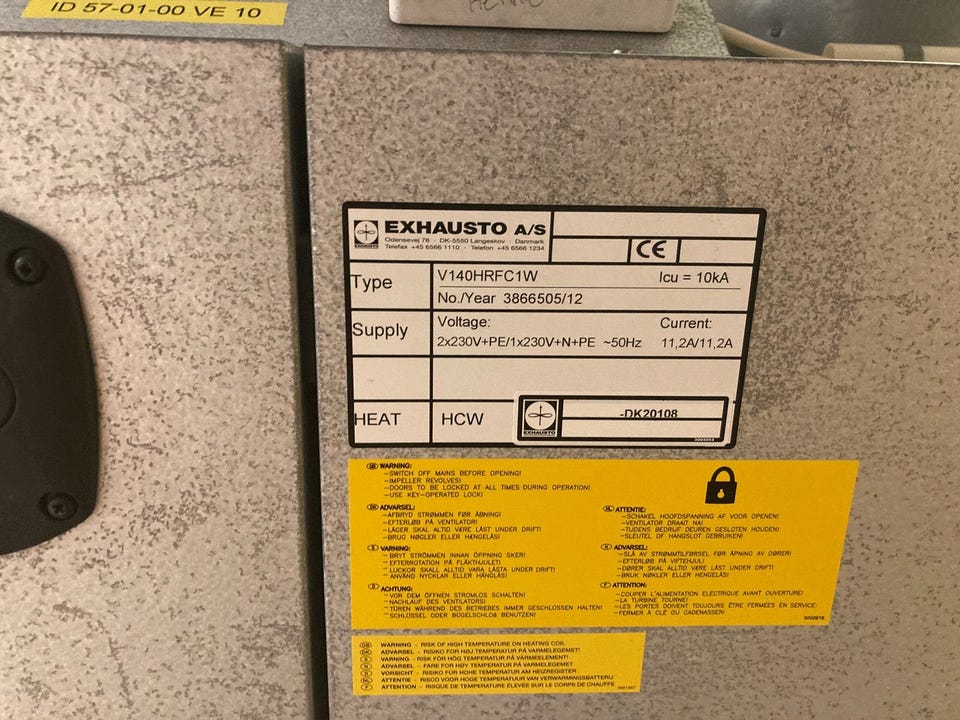 ID 57-01-00 VE 10
EXHAUSTO A/S
Odensevej 76 · DK-5550 Langeskov · Danmark
Telefax +45 6566 1110 · Telefon +45 6566 1234
EXHAUSTO
CE
Type
V140HRFC1W Icu = 10kA
No./Year 3866505/12
Supply
Voltage: Current:
2x230V+PE/1x230V+N+PE ~50Hz 11,2A/11,2A
HEAT
HCW
EXHAUSTO
-DK20108
3004054
GB WARNING:
–SWITCH OFF MAINS BEFORE OPENING!
–IMPELLER REVOLVES!
–DOORS TO BE LOCKED AT ALL TIMES DURING OPERATION!
–USE KEY-OPERATED LOCK!
DK ADVARSEL:
–AFBRYD STRØMMEN FØR ÅBNING!
–EFTERLØB PÅ VENTILATOR!
–LÅGER SKAL ALTID VÆRE LÅST UNDER DRIFT!
–BRUG NØGLER ELLER HÆNGELÅS!
S VARNING:
–BRYT STRÖMMEN INNAN ÖPPNING SKER!
–EFTERROTATION PÅ FLÄKTHJULET!
–LUCKOR SKALL ALLTID VARA LÅSTA UNDER DRIFT!
–ANVÄND NYCKLAR ELLER HÄNGLÅS!
D ACHTUNG:
–VOR DEM ÖFFNEN STROMLOS SCHALTEN!
–NACHLAUF DES VENTILATORS!
–TÜREN WÄHREND DES BETRIEBES IMMER GESCHLOSSEN HALTEN!
–SCHLÜSSEL ODER BÜGELSCHLOß BENUTZEN!
NL ATTENTIE:
–SCHAKEL HOOFDSPANNING AF VOOR OPENEN!
–VENTILATOR DRAAIT NA!
–TIJDENS BEDRIJF DEUREN GESLOTEN HOUDEN!
–SLEUTEL OF HANGSLOT GEBRUIKEN!
N ADVARSEL:
–SLÅ AV STRØMMTILFØRSEL FØR ÅPNING AV DØRER!
–EFTERLØP PÅ VIFTEHJUL!
–DØRER SKAL ALLTID VÆRE LÅST UNDER DRIFT!
–BRUK NØKLER ELLER HENGELÅS!
F ATTENTION:
–COUPER L'ALIMENTATION ELECTRIQUE AVANT OUVERTURE!
–LA TURBINE TOURNE!
–LES PORTES DOIVENT TOUJOURS ÊTRE FERMEES EN SERVICE!
–FERMER À CLÉ OU CADENASSER!
3002818
WARNING - RISK OF HIGH TEMPERATURE ON HEATING COIL
ADVARSEL - RISIKO FOR HØJ TEMPERATUR PÅ VARMELEGEMET!
VARNING - RISK FÖR HÖG TEMPERATUR PÅ VÄRMEELEMENT!
ADVARSEL - FARE FOR HØY TEMPERATUR PÅ VARMELEGEMET
VORSICHT - RISIKO FÜR HOHE TEMPERATUR AM HEIZREGISTER
ATTENTIE - RISCO VOOR HOGE TEMPERATUUR VAN VERWARMINGSBATTERIJ
ATTENTION - RISQUE DE TEMPERATURE ÉLEVÉE SUR LE CORPS DE CHAUFFE